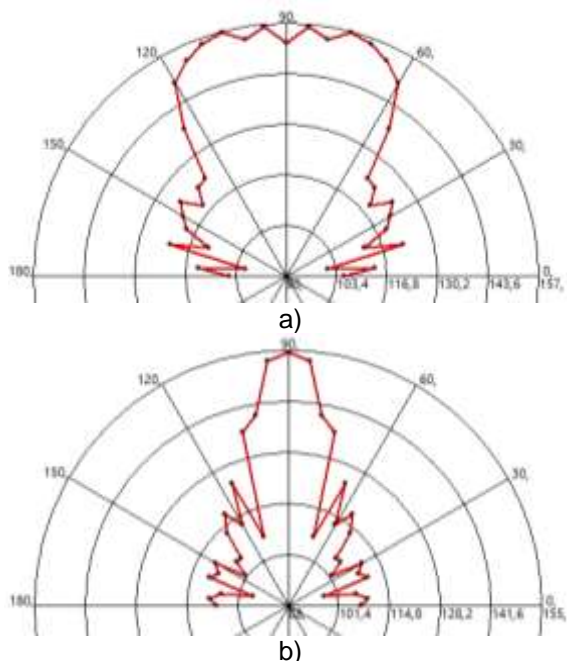 90,
120, 60,
150, 30,
180, 103,4 116,8 130,2 143,6 157, 0,
a)
90,
120, 60,
150, 30,
180, 101,4 114,8 128,2 141,6 155, 0,
b)